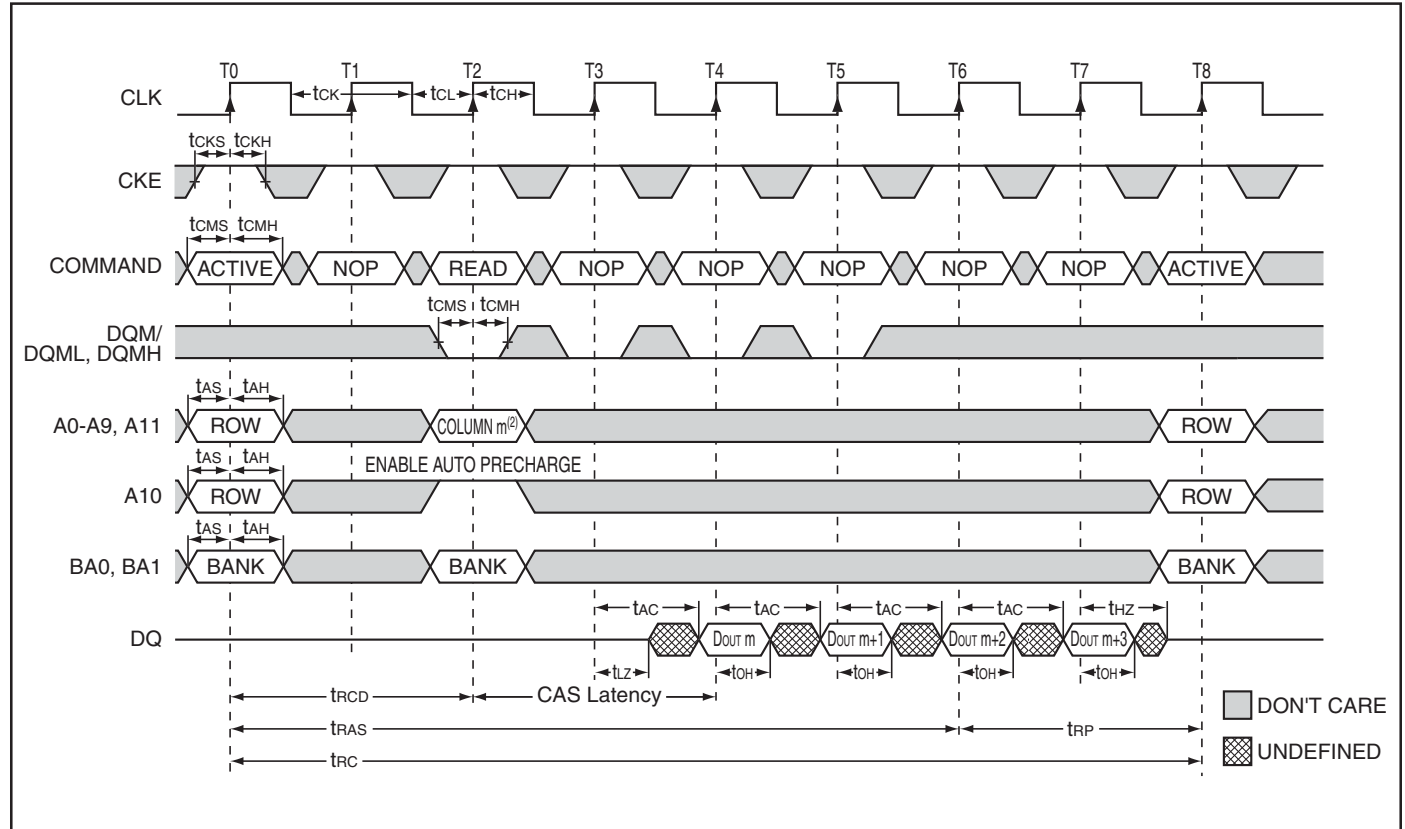 T0 T1 T2 T3 T4 T5 T6 T7 T8
CLK
tCK tCL tCH
tCKS tCKH
CKE
tCMS tCMH
COMMAND ACTIVE NOP READ NOP NOP NOP NOP NOP ACTIVE
tCMS tCMH
DQM/
DQML, DQMH
tAS tAH
A0-A9, A11 ROW COLUMN m(2) ROW
tAS tAH ENABLE AUTO PRECHARGE
A10 ROW ROW
tAS tAH
BA0, BA1 BANK BANK BANK
tAC tAC tAC tAC tHZ
DQ DOUT m DOUT m+1 DOUT m+2 DOUT m+3
tLZ tOH tOH tOH tOH
tRCD CAS Latency
DON'T CARE
tRAS tRP
UNDEFINED
tRC